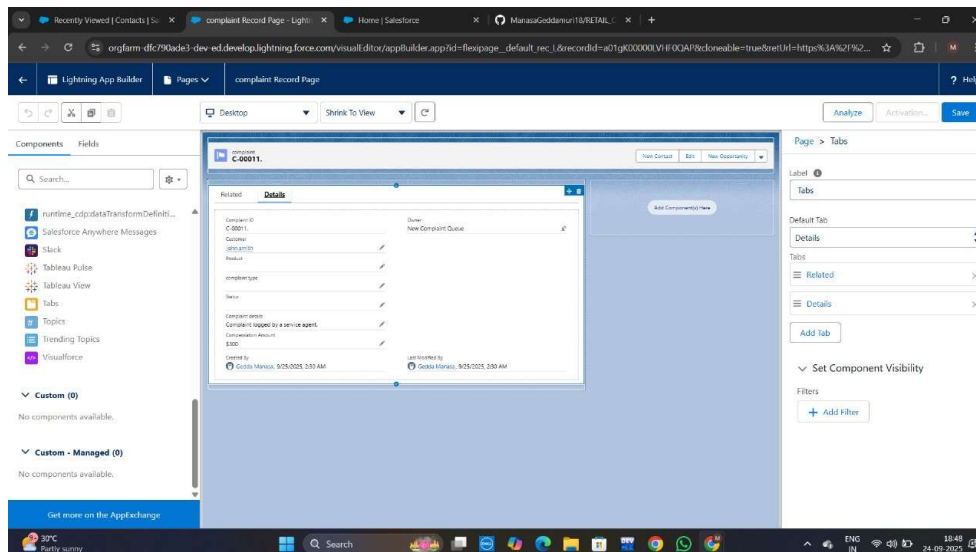 Recently Viewed | Contacts | Sa
complaint Record Page - Lightn
Home | Salesforce
ManasaGeddamuri18/RETAIL_C
orgfarm-dfc790ade3-dev-ed.develop.lightning.force.com/visualEditor/appBuilder.app?id=flexipage__default_rec_L&recordId=a01gK00000LVHF0QAP&cloneable=true&retUrl=https%3A%2F%2...
M
Lightning App Builder
Pages
complaint Record Page
? Hel
Desktop
Shrink To View
Analyze
Activation...
Save
Components
Fields
Search...
runtime_cdp:dataTransformDefiniti...
Salesforce Anywhere Messages
Slack
Tableau Pulse
Tableau View
Tabs
Topics
Trending Topics
Visualforce
Custom (0)
No components available.
Custom - Managed (0)
No components available.
Get more on the AppExchange
complaint
C-00011.
New Contact
Edit
New Opportunity
Related
Details
Complaint ID
C-00011.
Owner
New Complaint Queue
Customer
john smith
Product
complaint type
Status
Complaint details
Complaint logged by a service agent.
Compensation Amount
$300
Created By
Gedda Manasa, 9/25/2025, 2:30 AM
Last Modified By
Gedda Manasa, 9/25/2025, 2:30 AM
Add Component(s) Here
Page > Tabs
Label
Tabs
Default Tab
Details
Tabs
Related
Details
Add Tab
Set Component Visibility
Filters
+ Add Filter
30°C
Partly sunny
Search
ENG
IN
18:48
24-09-2025